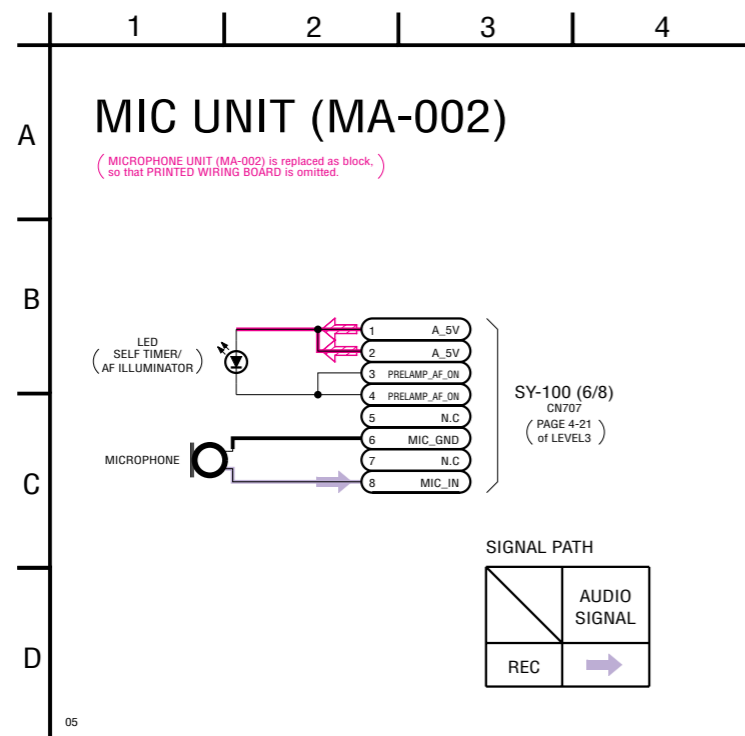 1 2 3 4
A
MIC UNIT (MA-002)
( MICROPHONE UNIT (MA-002) is replaced as block,
so that PRINTED WIRING BOARD is omitted. )
B
LED
( SELF TIMER/
AF ILLUMINATOR )
1 A_5V
2 A_5V
3 PRELAMP_AF_ON
4 PRELAMP_AF_ON
5 N.C
6 MIC_GND
7 N.C
8 MIC_IN
SY-100 (6/8)
CN707
( PAGE 4-21
of LEVEL3 )
MICROPHONE
C
SIGNAL PATH
AUDIO
SIGNAL
REC
D
05